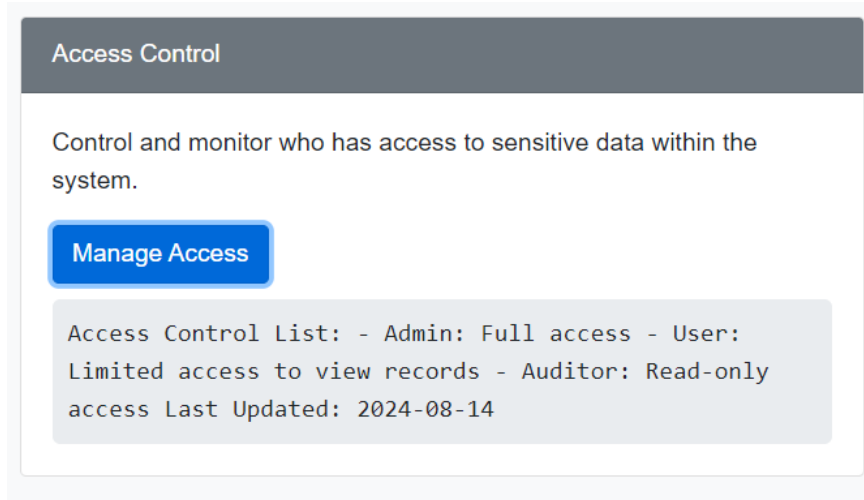 Access Control
Control and monitor who has access to sensitive data within the
system.
Manage Access
Access Control List: - Admin: Full access - User:
Limited access to view records - Auditor: Read-only
access Last Updated: 2024-08-14